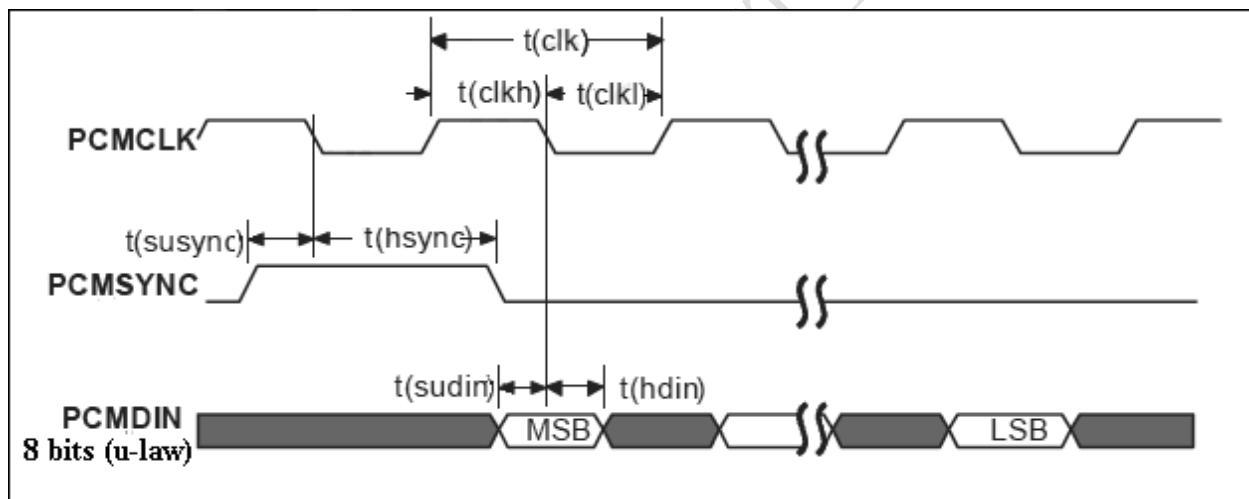 t(clk)
t(clkh) t(clkl)
PCMCLK
t(susync) t(hsync)
PCMSYNC
t(sudin) t(hdin)
PCMDIN MSB LSB
8 bits (u-law)